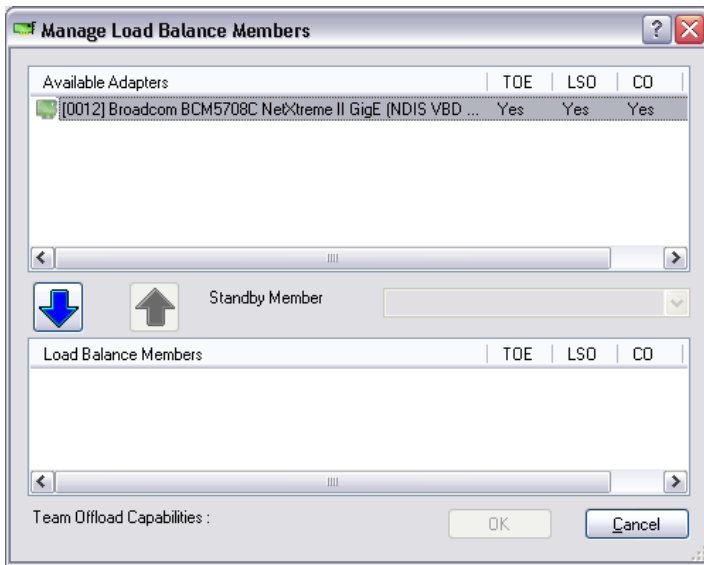 Manage Load Balance Members
Available Adapters TOE LSO CO
[0012] Broadcom BCM5708C NetXtreme II GigE (NDIS VBD ... Yes Yes Yes
Standby Member
Load Balance Members TOE LSO CO
Team Offload Capabilities :
OK Cancel